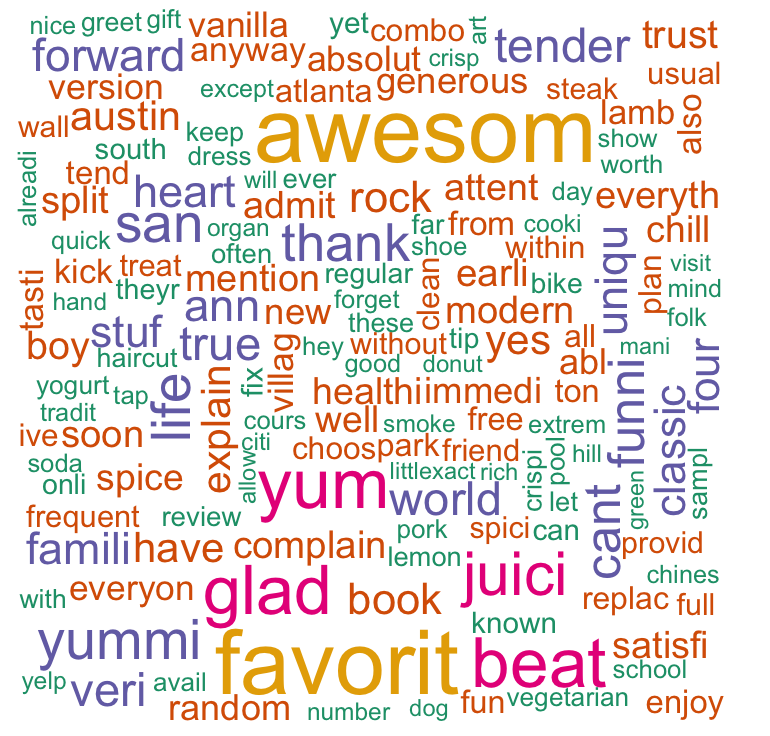 nice greet gift vanilla yet combo art tender trust
forward anyway absolut crisp
version except atlanta generous steak usual
wall austin keep awesom lamb also
south dress show
alreadi tend will ever worth
split heart admit rock attent day everyth
san organ thank far from cooki uniqu chill
quick often shoe within
tasti kick treat mention regular clean earli bike plan visit
hand theyr ann new forget modern mind
stuf true these folk
boy haircut villag hey without tip yes all mani
good donut abl four
yogurt tap life explain fix healthi immedi ton funni classic
tradit
ive soon cours well smoke free extrem
citi choos park friend hill
soda spice allow littl exact rich crispi pool sampl
onli yum world let green
frequent review pork spici can cant provid
famili have complain lemon
juici chines
with everyon glad book replac full
known
yummi favorit beat satisfi
yelp veri avail school
random number dog fun vegetarian enjoy